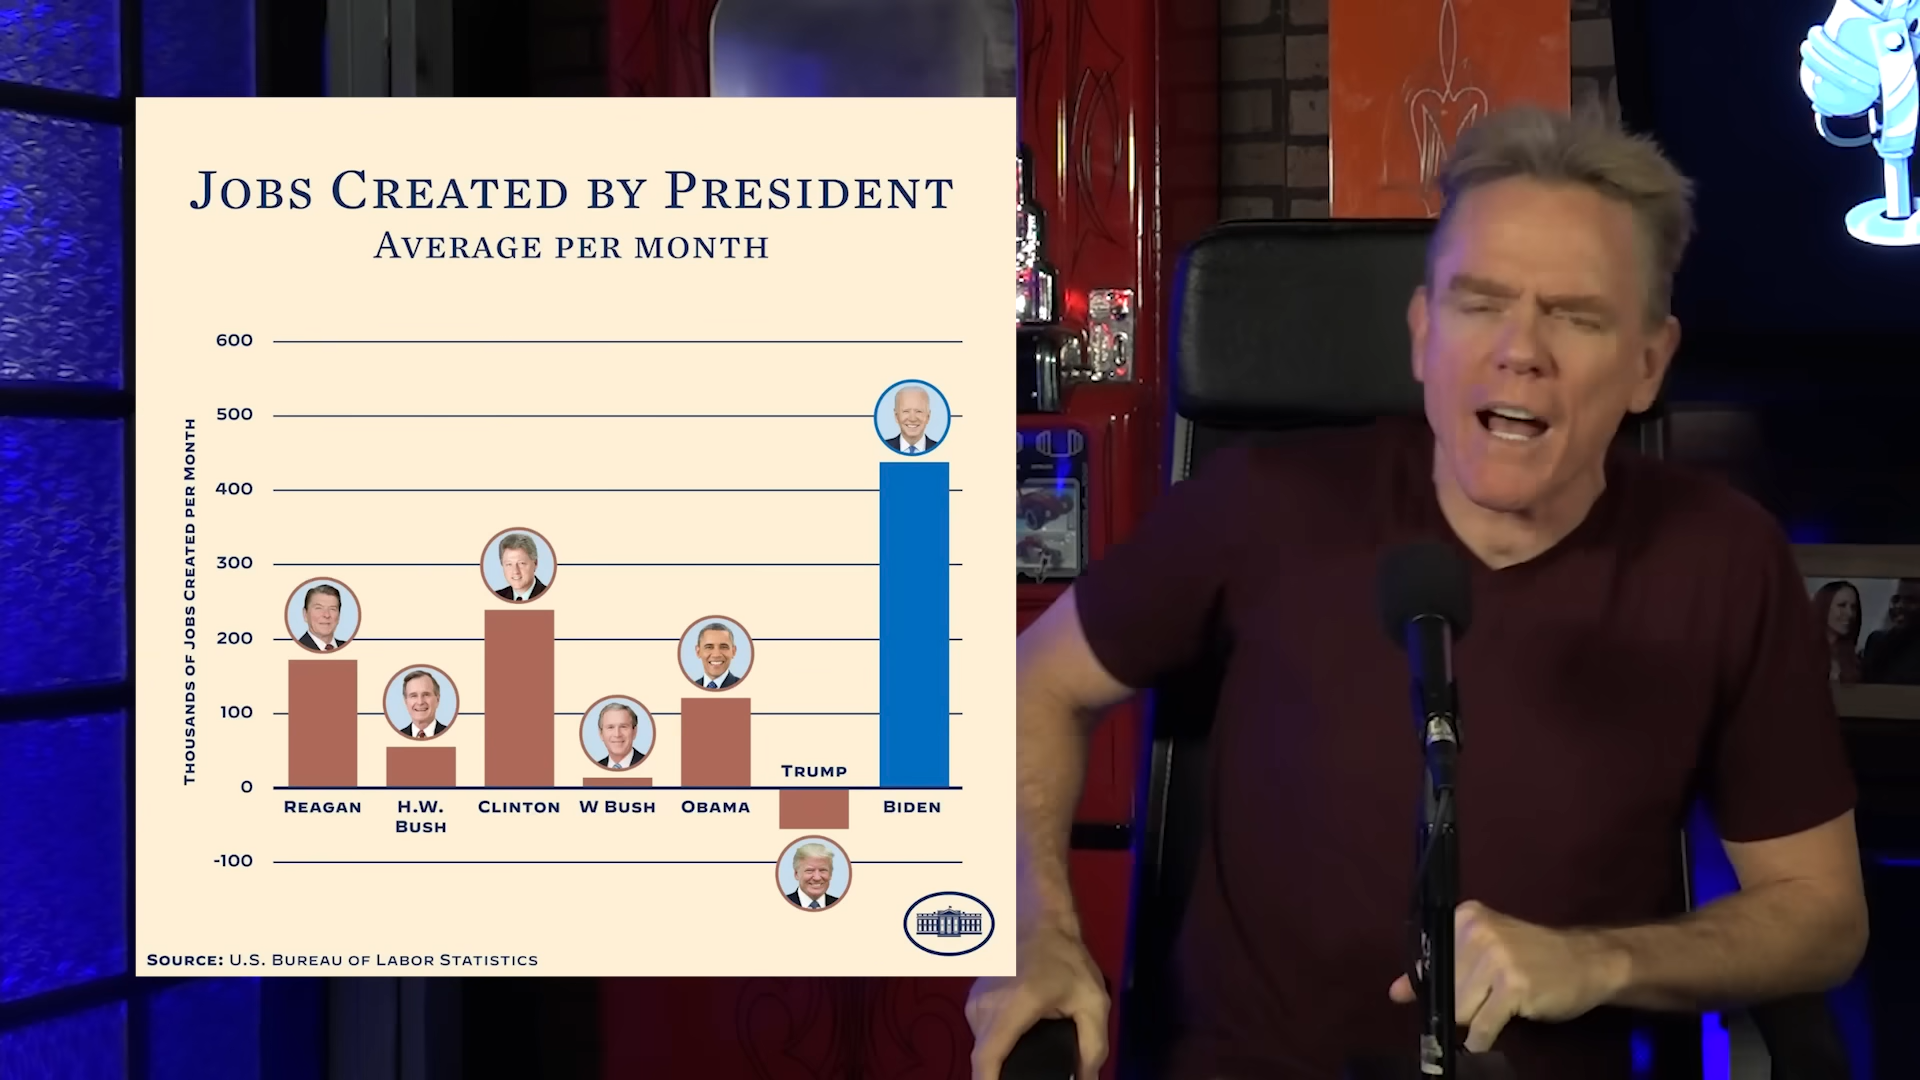 JOBS CREATED BY PRESIDENT
AVERAGE PER MONTH
THOUSANDS OF JOBS CREATED PER MONTH
600
500
400
300
200
100
0
-100
REAGAN
H.W.
BUSH
CLINTON
W BUSH
OBAMA
TRUMP
BIDEN
SOURCE: U.S. BUREAU OF LABOR STATISTICS